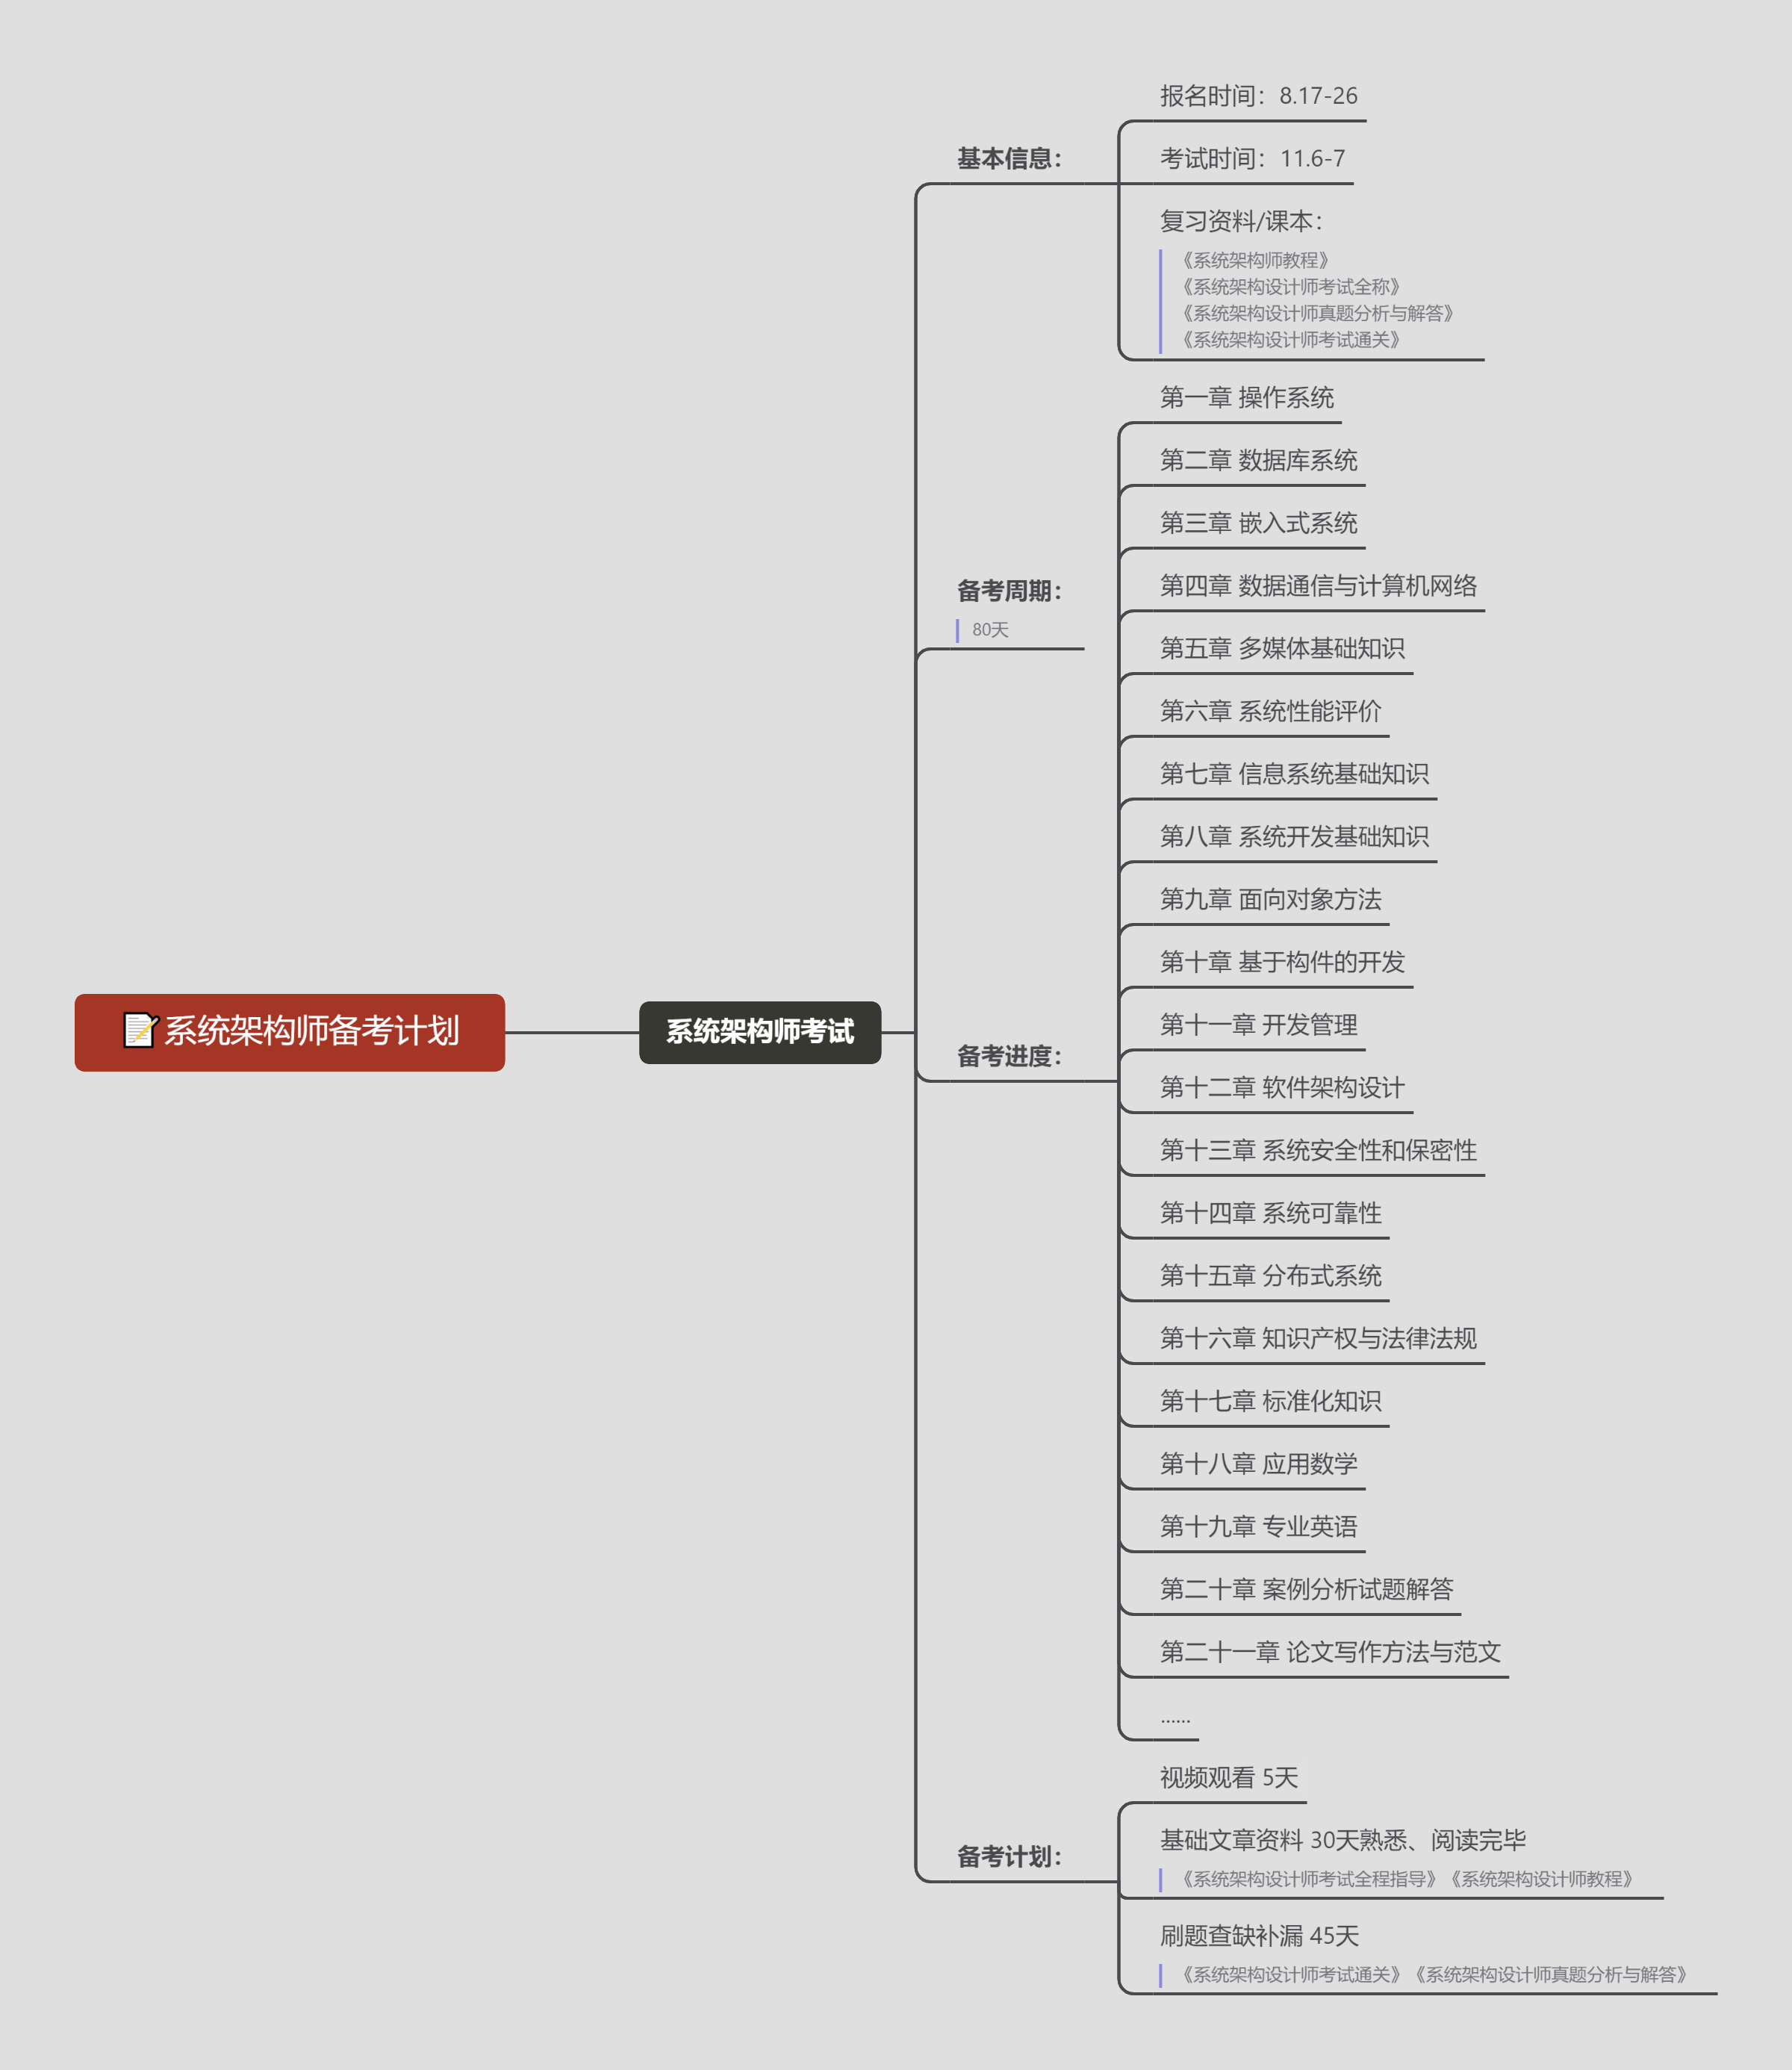 📝系统架构师备考计划
系统架构师考试
基本信息：
报名时间：8.17-26
考试时间：11.6-7
复习资料/课本：
《系统架构师教程》
《系统架构设计师考试全称》
《系统架构设计师真题分析与解答》
《系统架构设计师考试通关》
备考周期：
80天
备考进度：
第一章 操作系统
第二章 数据库系统
第三章 嵌入式系统
第四章 数据通信与计算机网络
第五章 多媒体基础知识
第六章 系统性能评价
第七章 信息系统基础知识
第八章 系统开发基础知识
第九章 面向对象方法
第十章 基于构件的开发
第十一章 开发管理
第十二章 软件架构设计
第十三章 系统安全性和保密性
第十四章 系统可靠性
第十五章 分布式系统
第十六章 知识产权与法律法规
第十七章 标准化知识
第十八章 应用数学
第十九章 专业英语
第二十章 案例分析试题解答
第二十一章 论文写作方法与范文
......
备考计划：
视频观看 5天
基础文章资料 30天熟悉、阅读完毕
《系统架构设计师考试全程指导》《系统架构设计师教程》
刷题查缺补漏 45天
《系统架构设计师考试通关》《系统架构设计师真题分析与解答》